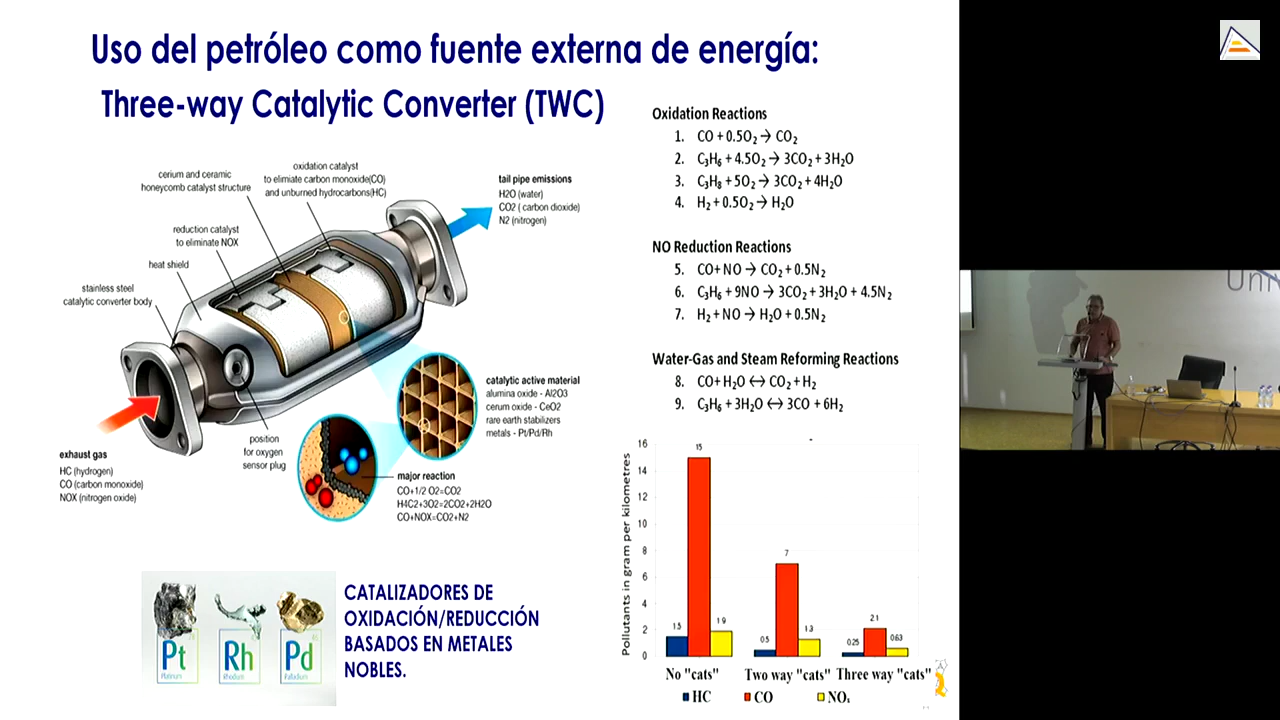 Uso del petróleo como fuente externa de energía:
Three-way Catalytic Converter (TWC)
cerium and ceramic
honeycomb catalyst structure
oxidation catalyst
to elimiate carbon monoxide(CO)
and unburned hydrocarbons(HC)
tail pipe emissions
H2O (water)
CO2 ( carbon dioxide)
N2 (nitrogen)
reduction catalyst
to eliminate NOX
heat shield
stainless steel
catalytic converter body
exhaust gas
HC (hydrogen)
CO (carbon monoxide)
NOX (nitrogen oxide)
position
for oxygen
sensor plug
catalytic active material
alumina oxide - Al2O3
cerum oxide - CeO2
rare earth stabilizers
metals - Pt/Pd/Rh
major reaction
CO+1/2 O2=CO2
H4C2+3O2=2CO2+2H2O
CO+NOX=CO2+N2
Pt
Platinum
Rh
Rhodium
Pd
Palladium
CATALIZADORES DE
OXIDACIÓN/REDUCCIÓN
BASADOS EN METALES
NOBLES.
Oxidation Reactions
1. CO + 0.5O₂ → CO₂
2. C₃H₆ + 4.5O₂ → 3CO₂ + 3H₂O
3. C₃H₈ + 5O₂ → 3CO₂ + 4H₂O
4. H₂ + 0.5O₂ → H₂O
NO Reduction Reactions
5. CO+ NO → CO₂ + 0.5N₂
6. C₃H₆ + 9NO → 3CO₂ + 3H₂O + 4.5N₂
7. H₂ + NO → H₂O + 0.5N₂
Water-Gas and Steam Reforming Reactions
8. CO+ H₂O ↔ CO₂ + H₂
9. C₃H₆ + 3H₂O ↔ 3CO + 6H₂
Pollutants in gram per kilometres
16
14
12
10
8
6
4
2
0
1.5
15
1.9
0.5
7
1.3
0.25
2.1
0.63
No "cats"
Two way "cats"
Three way "cats"
HC
CO
NOₓ
Univ